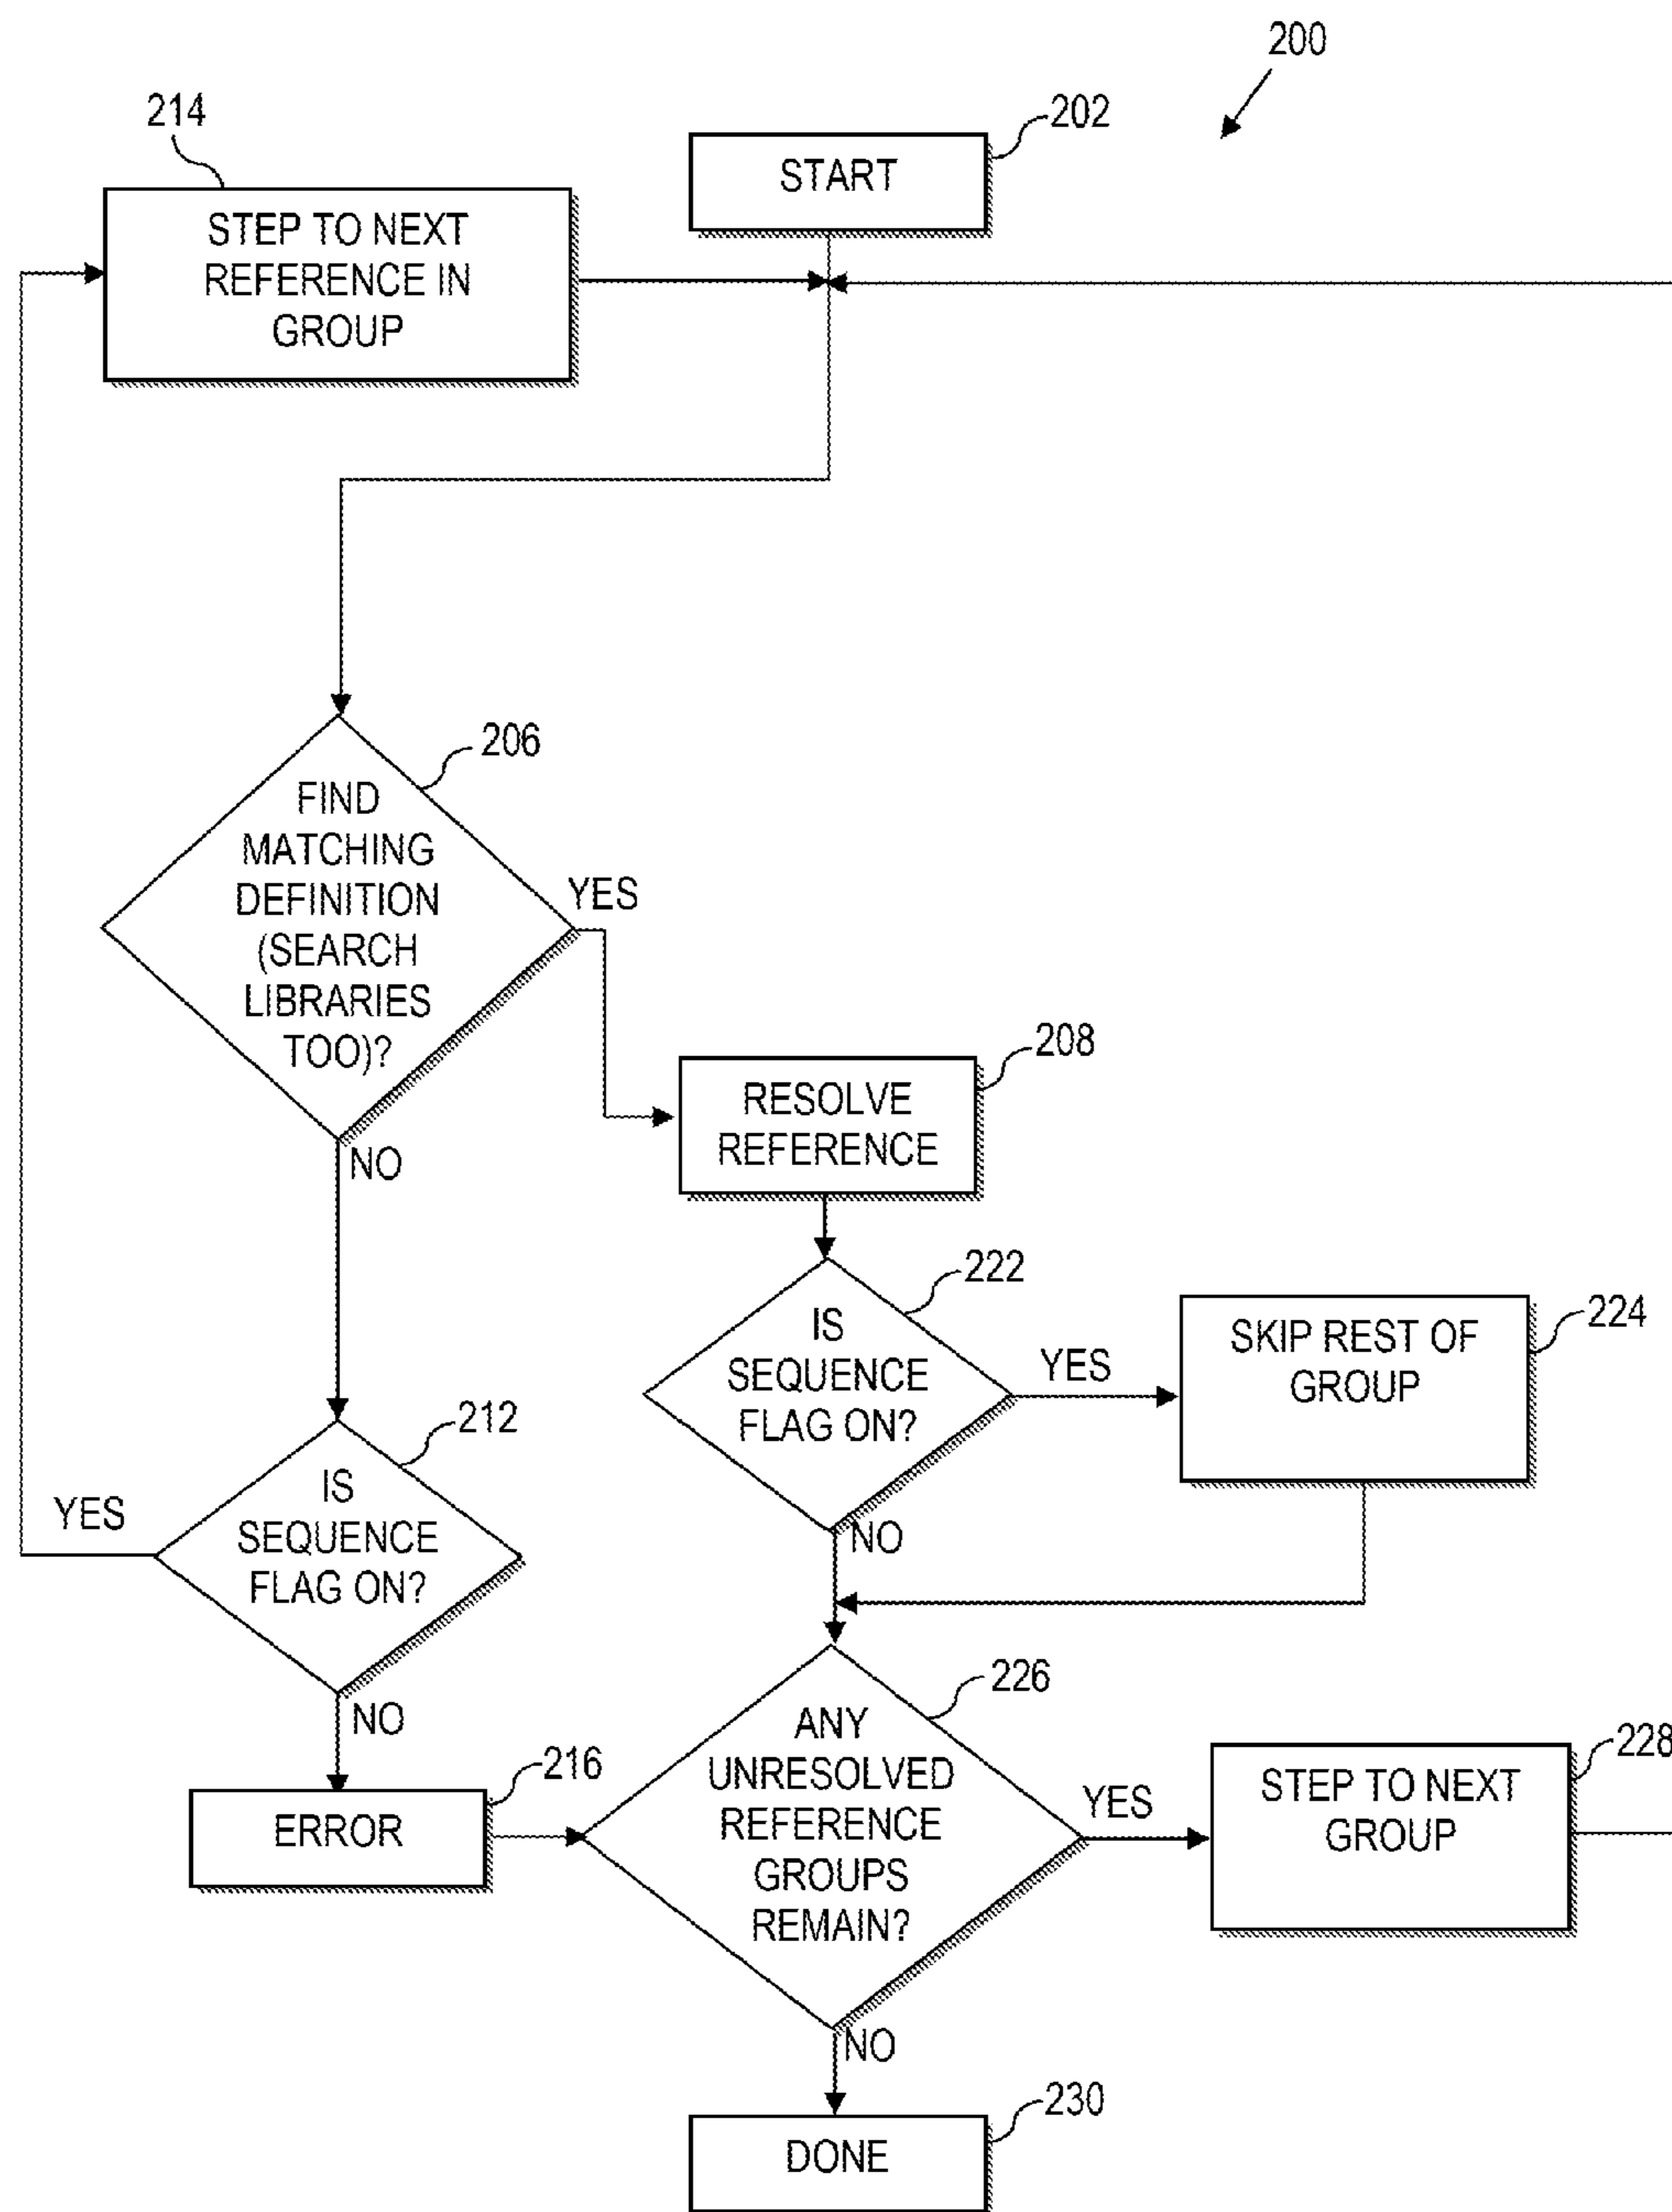 200
214
202
START
STEP TO NEXT
REFERENCE IN
GROUP
206
FIND
MATCHING
DEFINITION
(SEARCH
LIBRARIES
TOO)?
YES
NO
208
RESOLVE
REFERENCE
222
IS
SEQUENCE
FLAG ON?
YES
NO
224
SKIP REST OF
GROUP
212
IS
SEQUENCE
FLAG ON?
YES
NO
216
ERROR
226
ANY
UNRESOLVED
REFERENCE
GROUPS
REMAIN?
YES
NO
228
STEP TO NEXT
GROUP
230
DONE